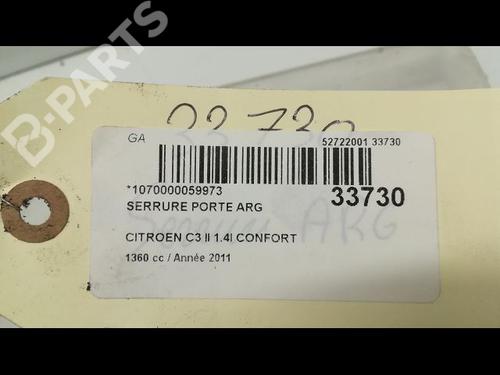 B-PARTS
33730
GA
52722001 33730
*1070000059973
33730
SERRURE PORTE ARG
CITROEN C3 II 1.4I CONFORT
1360 cc / Année 2011